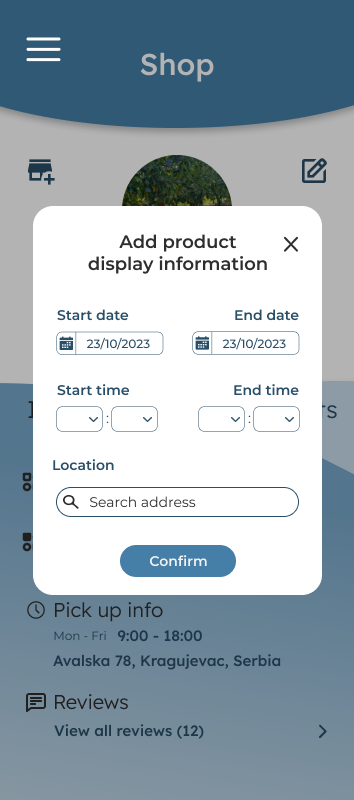 Shop
Add product
display information
Start date
End date
23/10/2023
23/10/2023
Start time
End time
:
:
Location
Search address
Confirm
Pick up info
Mon - Fri 9:00 - 18:00
Avalska 78, Kragujevac, Serbia
Reviews
View all reviews (12)